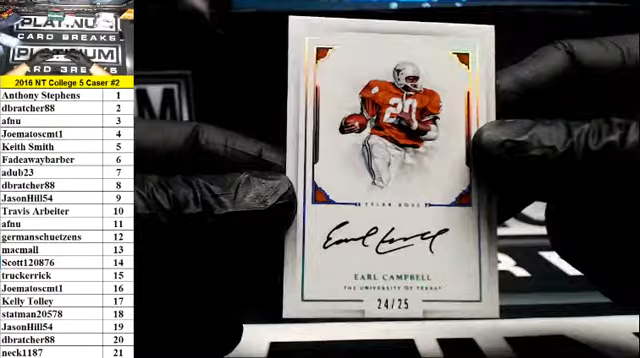 PLATINUM
CARD BREAKS
PLATINUM
CARD BREAKS
2016 NT College 5 Caser #2
Anthony Stephens 1
dbratcher88 2
afnu 3
Joematoscmt1 4
Keith Smith 5
Fadeawaybarber 6
adub23 7
dbratcher88 8
JasonHill54 9
Travis Arbeiter 10
afnu 11
germanschuetzens 12
macmall 13
Scott120876 14
truckerrick 15
Joematoscmt1 16
Kelly Tolley 17
statman20578 18
JasonHill54 19
dbratcher88 20
neck1187 21
20
TYLER ROSE
Earl Campbell
EARL CAMPBELL
THE UNIVERSITY OF TEXAS
24/25